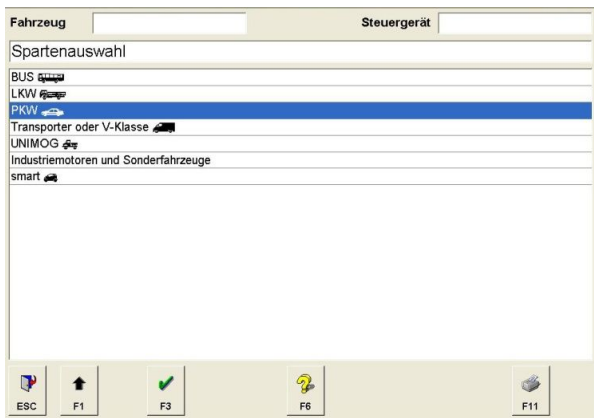 Fahrzeug Steuergerät
Spartenauswahl
BUS
LKW
PKW
Transporter oder V-Klasse
UNIMOG
Industriemotoren und Sonderfahrzeuge
smart
ESC F1 F3 F6 F11